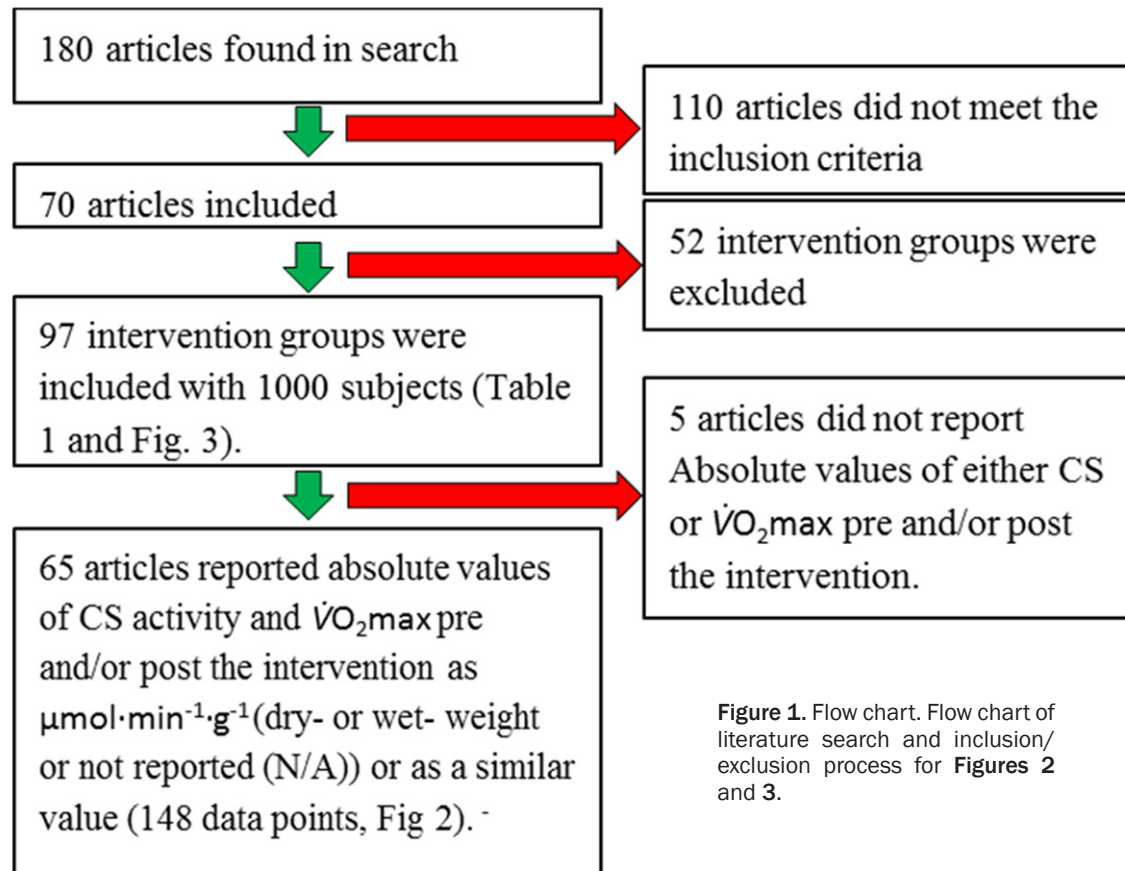 180 articles found in search
110 articles did not meet the
inclusion criteria
70 articles included
52 intervention groups were
excluded
97 intervention groups were
included with 1000 subjects (Table
1 and Fig. 3).
5 articles did not report
Absolute values of either CS
or V̇O₂max pre and/or post
the intervention.
65 articles reported absolute values
of CS activity and V̇O₂max pre
and/or post the intervention as
µmol·min⁻¹·g⁻¹(dry- or wet- weight
or not reported (N/A)) or as a similar
value (148 data points, Fig 2). -
Figure 1. Flow chart. Flow chart of
literature search and inclusion/
exclusion process for Figures 2
and 3.